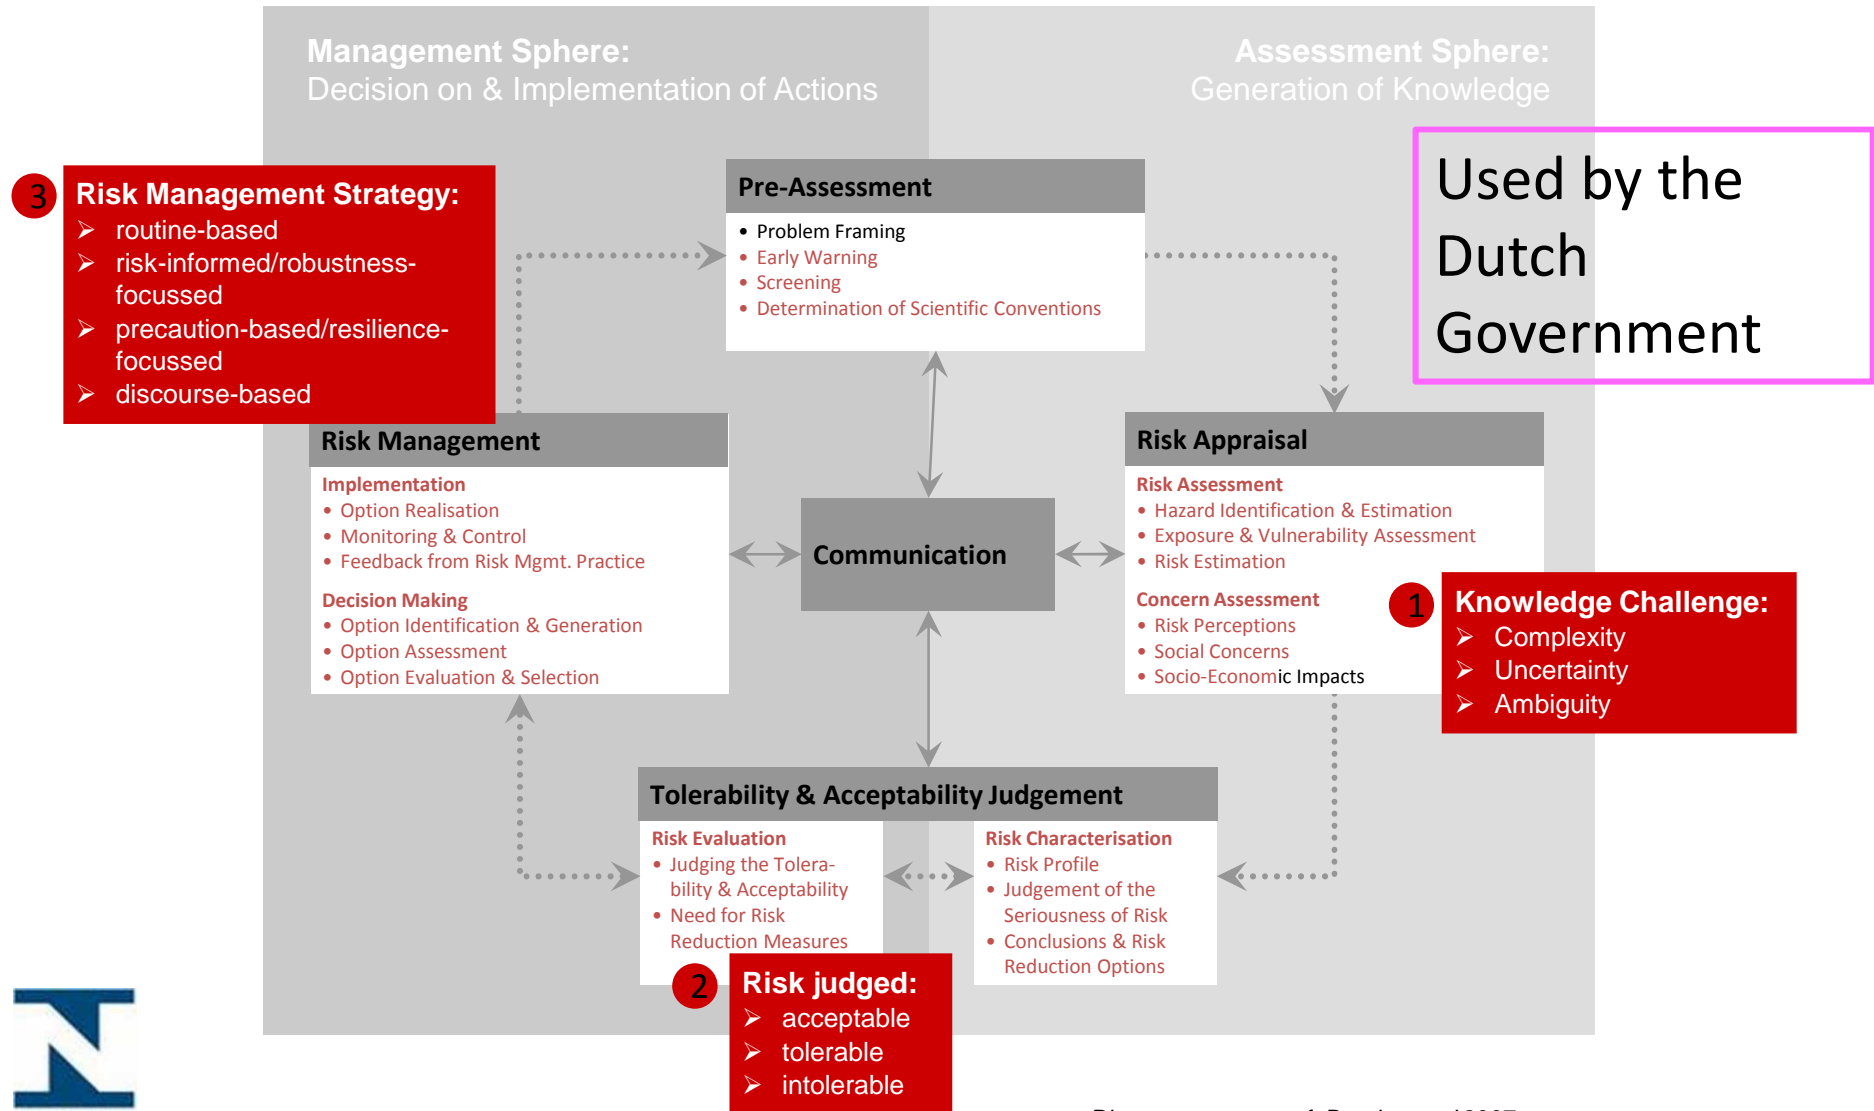 Management Sphere:
Decision on & Implementation of Actions
Assessment Sphere:
Generation of Knowledge
Used by the
Dutch
Government
3
Risk Management Strategy:
➢ routine-based
➢ risk-informed/robustness-
focussed
➢ precaution-based/resilience-
focussed
➢ discourse-based
Pre-Assessment
• Problem Framing
• Early Warning
• Screening
• Determination of Scientific Conventions
Risk Management
Implementation
• Option Realisation
• Monitoring & Control
• Feedback from Risk Mgmt. Practice
Decision Making
• Option Identification & Generation
• Option Assessment
• Option Evaluation & Selection
Communication
Risk Appraisal
Risk Assessment
• Hazard Identification & Estimation
• Exposure & Vulnerability Assessment
• Risk Estimation
Concern Assessment
• Risk Perceptions
• Social Concerns
• Socio-Economic Impacts
1
Knowledge Challenge:
➢ Complexity
➢ Uncertainty
➢ Ambiguity
Tolerability & Acceptability Judgement
Risk Evaluation
• Judging the Tolera-
bility & Acceptability
• Need for Risk
Reduction Measures
Risk Characterisation
• Risk Profile
• Judgement of the
Seriousness of Risk
• Conclusions & Risk
Reduction Options
2
Risk judged:
➢ acceptable
➢ tolerable
➢ intolerable
N